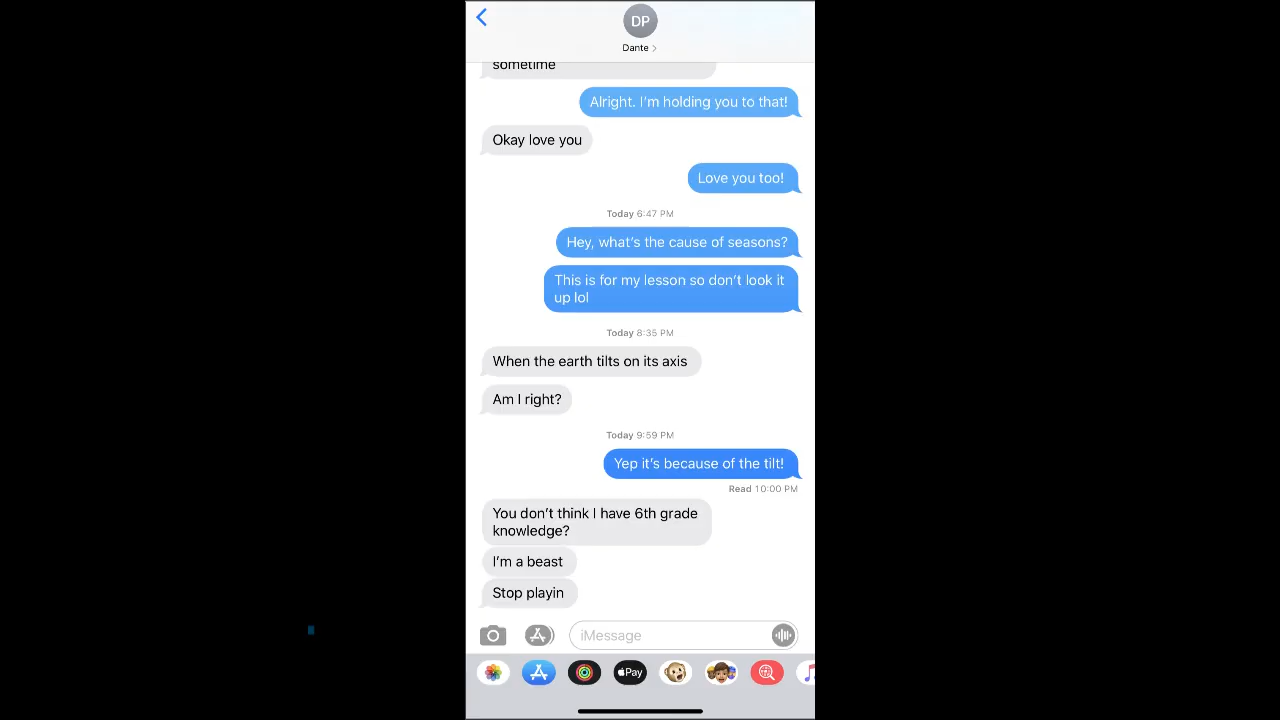 DP
Dante
sometime
Alright. I'm holding you to that!
Okay love you
Love you too!
Today 6:47 PM
Hey, what's the cause of seasons?
This is for my lesson so don't look it
up lol
Today 8:35 PM
When the earth tilts on its axis
Am I right?
Today 9:59 PM
Yep it's because of the tilt!
Read 10:00 PM
You don't think I have 6th grade
knowledge?
I'm a beast
Stop playin
iMessage
Pay